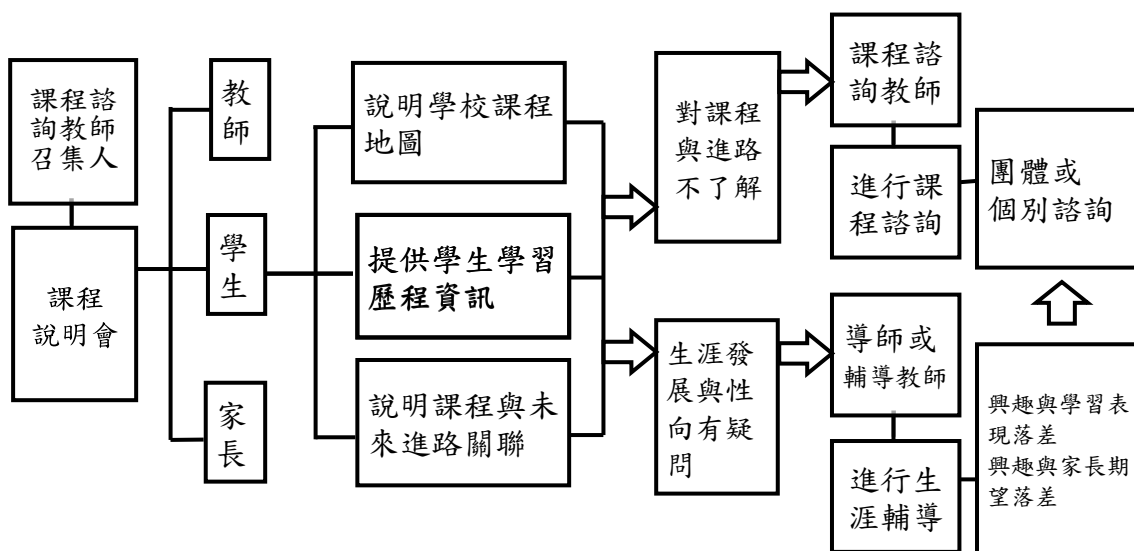 課程諮
詢教師
召集人
課程
說明會
教
師
學
生
家
長
說明學校課程
地圖
提供學生學習
歷程資訊
說明課程與未
來進路關聯
對課程
與進路
不了解
生涯發
展與性
向有疑
問
課程諮
詢教師
進行課
程諮詢
團體或
個別諮詢
導師或
輔導教師
進行生
涯輔導
興趣與學習表
現落差
興趣與家長期
望落差